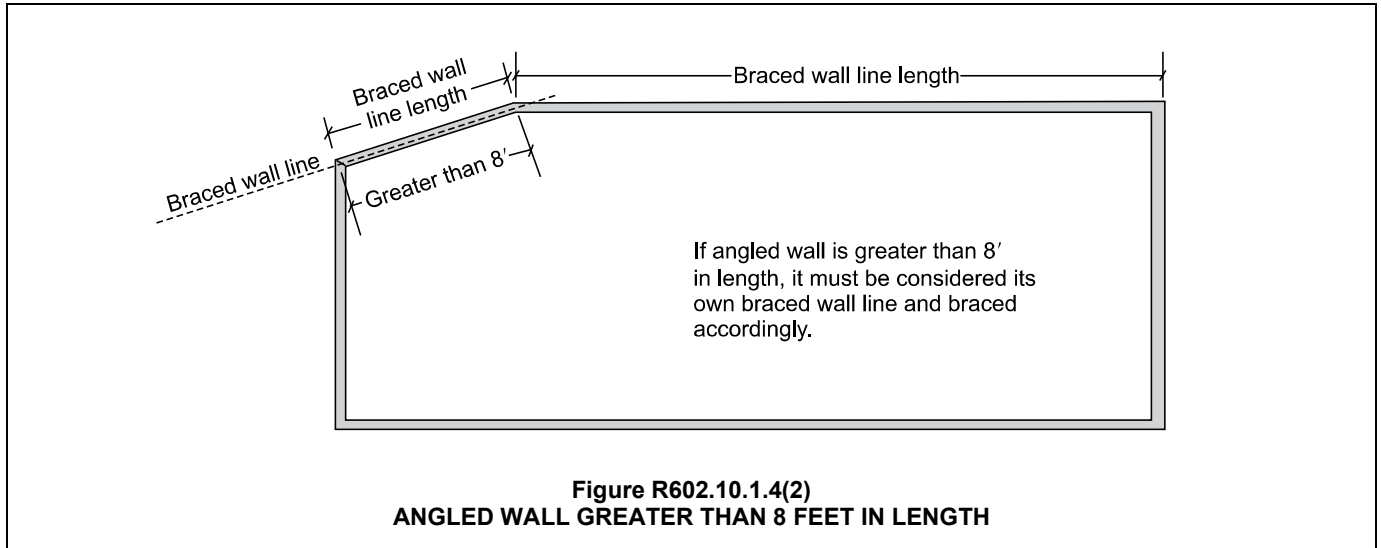 Braced wall
line length
Braced wall line length
Braced wall line
Greater than 8′
If angled wall is greater than 8′
in length, it must be considered its
own braced wall line and braced
accordingly.
Figure R602.10.1.4(2)
ANGLED WALL GREATER THAN 8 FEET IN LENGTH